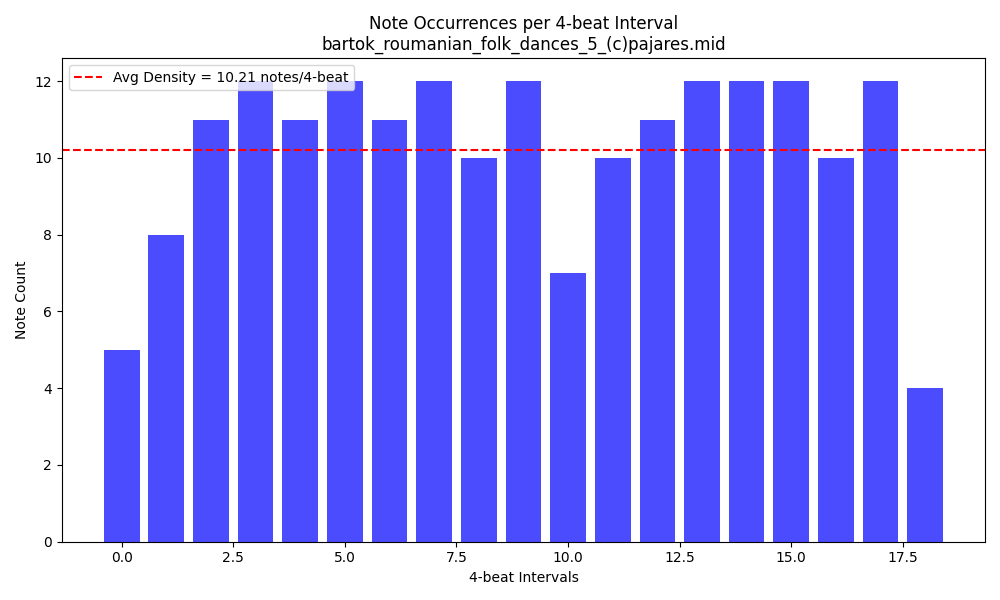 Note Occurrences per 4-beat Interval
bartok_roumanian_folk_dances_5_(c)pajares.mid
Avg Density = 10.21 notes/4-beat
12
10
8
6
4
2
0
Note Count
0.0 2.5 5.0 7.5 10.0 12.5 15.0 17.5
4-beat Intervals